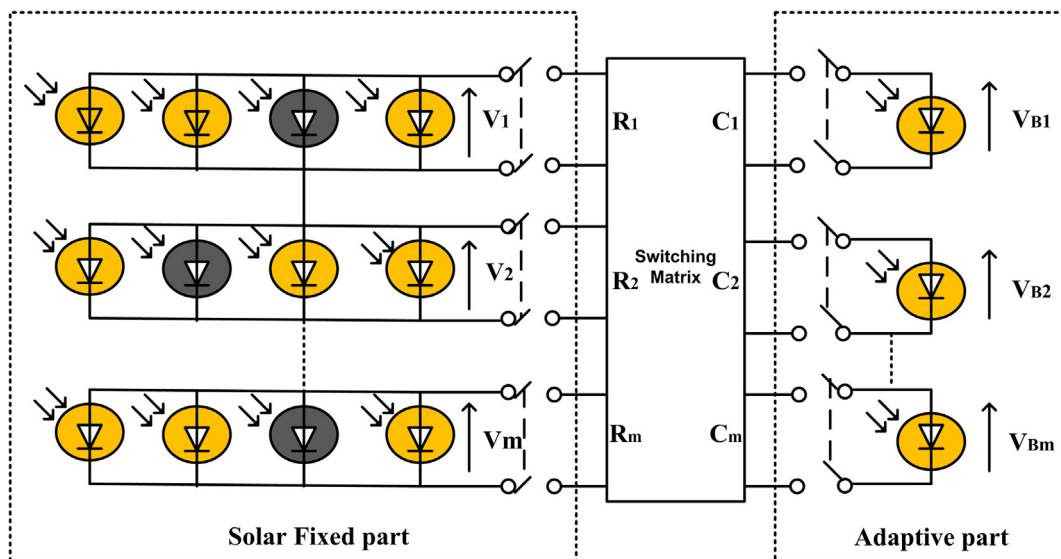 V1
R1
C1
VB1
V2
R2
Switching
Matrix
C2
VB2
Vm
Rm
Cm
VBm
Solar Fixed part
Adaptive part